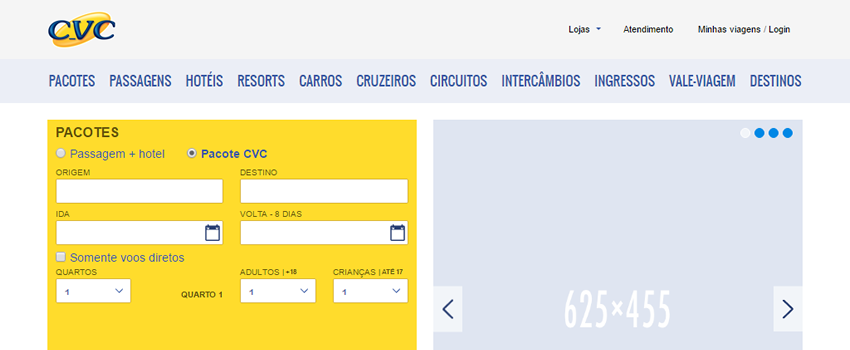 CVC
Lojas Atendimento Minhas viagens / Login
PACOTES PASSAGENS HOTÉIS RESORTS CARROS CRUZEIROS CIRCUITOS INTERCÂMBIOS INGRESSOS VALE-VIAGEM DESTINOS
PACOTES
Passagem + hotel Pacote CVC
ORIGEM DESTINO
IDA VOLTA - 8 DIAS
Somente voos diretos
QUARTOS ADULTOS | +18 CRIANÇAS | ATÉ 17
1 QUARTO 1 1 1
625×455